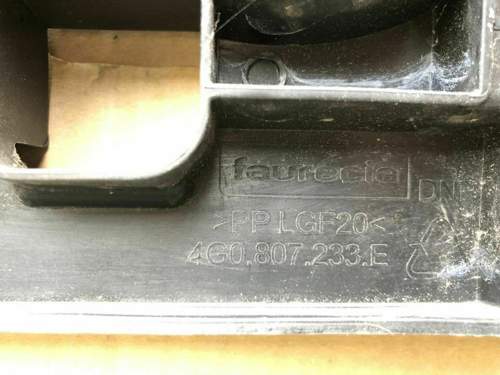 faurecia
DN
>PP LGF20<
4G0.807.233.E